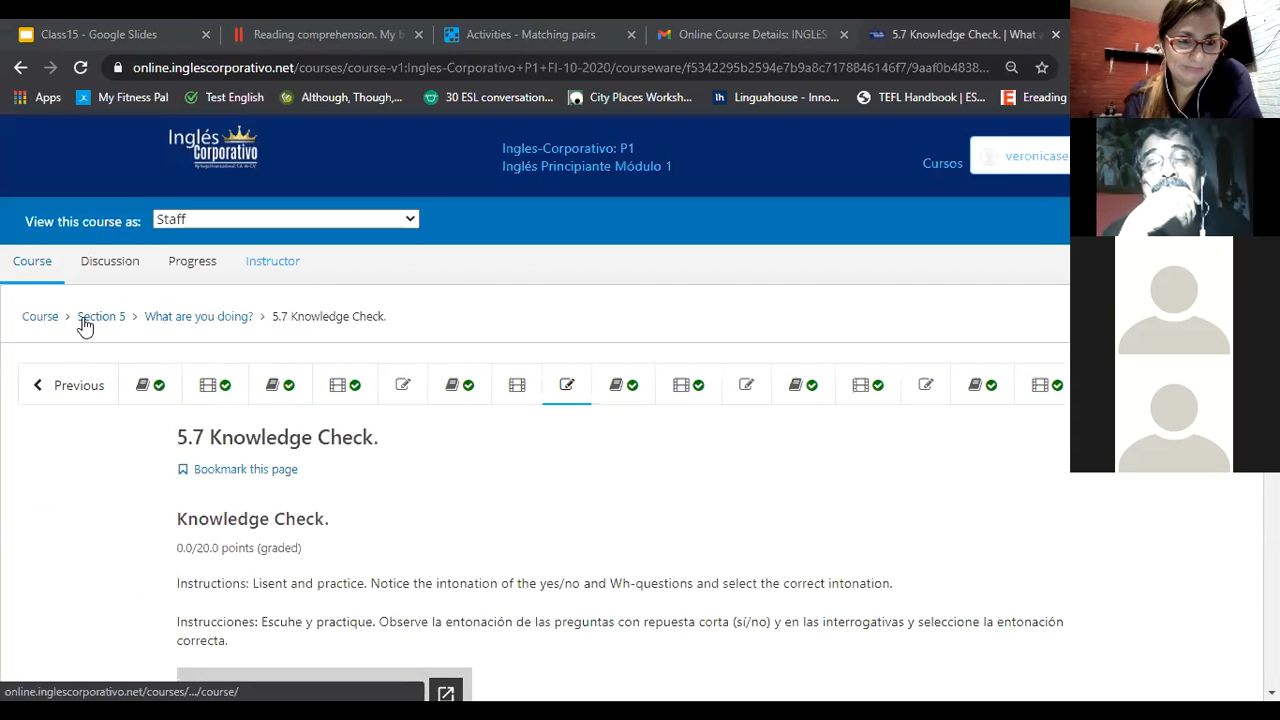 Class15 - Google Slides
Reading comprehension. My b
Activities - Matching pairs
Online Course Details: INGLES
5.7 Knowledge Check. | What a
online.inglescorporativo.net/courses/course-v1:Ingles-Corporativo+P1+FI-10_2020/courseware/f5342295b2594e7b9a8c7178846146f7/9aaf0b4838...
Apps
My Fitness Pal
Test English
Although, Though,...
30 ESL conversation...
City Places Worksh...
Linguahouse - Inno...
TEFL Handbook | ES...
Ereading
Inglés
Corporativo
Ingles-Corporativo: P1
Inglés Principiante Módulo 1
Cursos
veronicase
View this course as:
Staff
Course
Discussion
Progress
Instructor
Course > Section 5 > What are you doing? > 5.7 Knowledge Check.
Previous
5.7 Knowledge Check.
Bookmark this page
Knowledge Check.
0.0/20.0 points (graded)
Instructions: Lisent and practice. Notice the intonation of the yes/no and Wh-questions and select the correct intonation.
Instrucciones: Escuhe y practique. Observe la entonación de las preguntas con repuesta corta (sí/no) y en las interrogativas y seleccione la entonación
correcta.
online.inglescorporativo.net/courses/.../course/